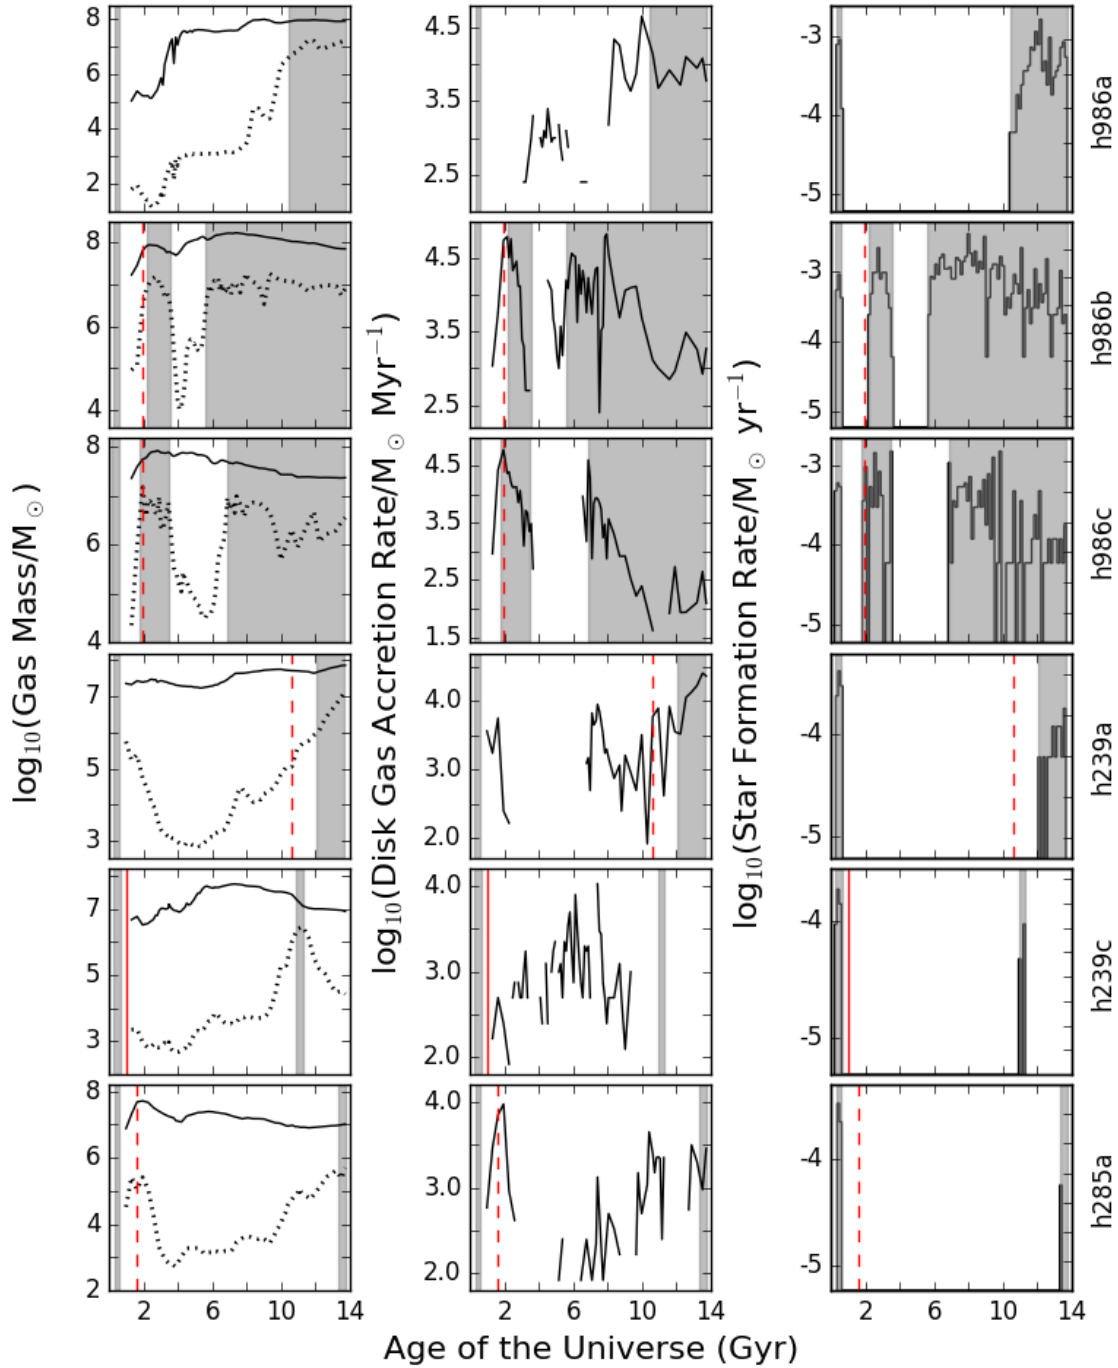 8 6 4 2
4.5 3.5 2.5
-3 -4 -5
h986a
8 6 4
4.5 3.5 2.5
-3 -4 -5
h986b
8 6 4
4.5 3.5 2.5 1.5
-3 -4 -5
h986c
7 5 3
4.0 3.0 2.0
-4 -5
h239a
7 5 3
4.0 3.0 2.0
-4 -5
h239c
8 6 4 2
4.0 3.0 2.0
-4 -5
h285a
2 6 10 14
2 6 10 14
2 6 10 14
log₁₀(Gas Mass/M☉)
log₁₀(Disk Gas Accretion Rate/M☉ Myr⁻¹)
log₁₀(Star Formation Rate/M☉ yr⁻¹)
Age of the Universe (Gyr)